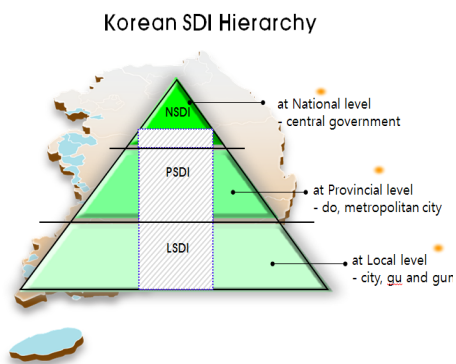 Korean SDI Hierarchy
NSDI
at National level
- central government
PSDI
at Provincial level
- do, metropolitan city
LSDI
at Local level
- city, gu and gun